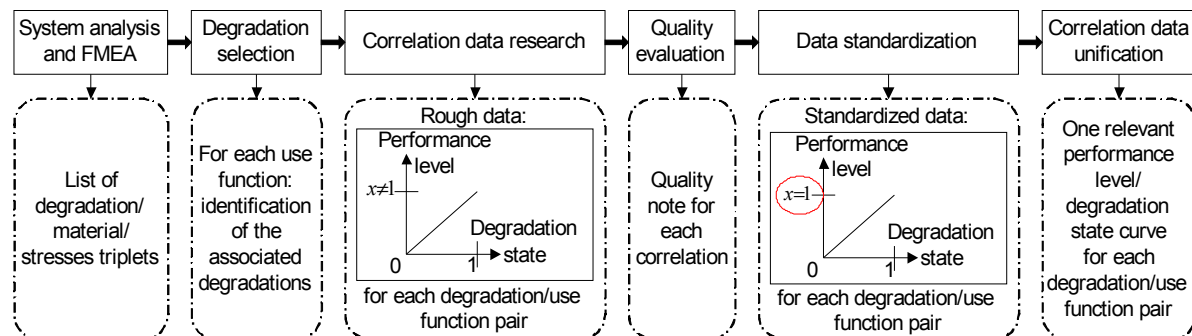 System analysis
and FMEA
Degradation
selection
Correlation data research
Quality
evaluation
Data standardization
Correlation data
unification
List of
degradation/
material/
stresses triplets
For each use
function:
identification
of the
associated
degradations
Rough data:
Performance
level
x≠1
Degradation
state
0
1
for each degradation/use
function pair
Quality
note for
each
correlation
Standardized data:
Performance
level
x=1
Degradation
state
0
1
for each degradation/use
function pair
One relevant
performance
level/
degradation
state curve
for each
degradation/use
function pair